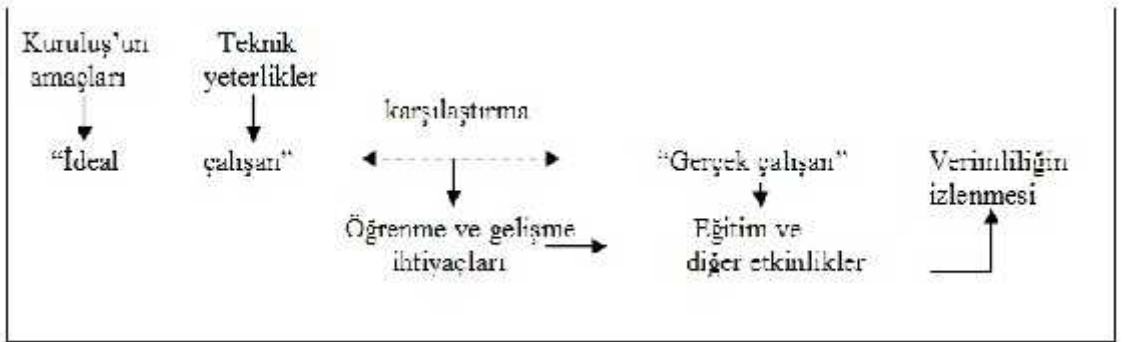 Kuruluş'un Teknik
amaçları yeterlikler
karşılaştırma
"İdeal çalışan" "Gerçek çalışan" Verimliliğin
izlenmesi
Öğrenme ve gelişme Eğitim ve
ihtiyaçları diğer etkinlikler